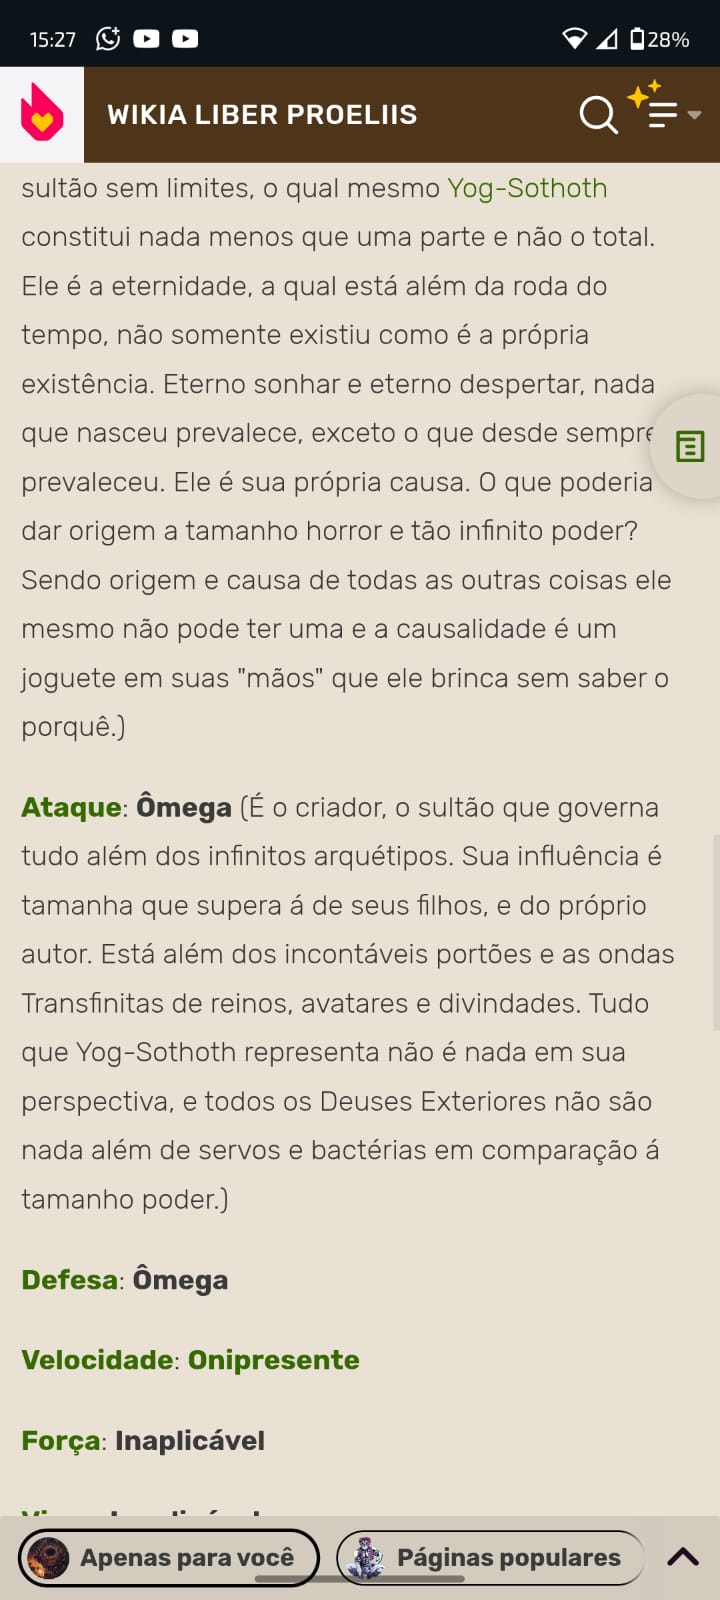 15:27
28%
WIKIA LIBER PROELIIS
sultão sem limites, o qual mesmo Yog-Sothoth
constitui nada menos que uma parte e não o total.
Ele é a eternidade, a qual está além da roda do
tempo, não somente existiu como é a própria
existência. Eterno sonhar e eterno despertar, nada
que nasceu prevalece, exceto o que desde sempre
prevaleceu. Ele é sua própria causa. O que poderia
dar origem a tamanho horror e tão infinito poder?
Sendo origem e causa de todas as outras coisas ele
mesmo não pode ter uma e a causalidade é um
joguete em suas "mãos" que ele brinca sem saber o
porquê.)
Ataque: Ômega (É o criador, o sultão que governa
tudo além dos infinitos arquétipos. Sua influência é
tamanha que supera á de seus filhos, e do próprio
autor. Está além dos incontáveis portões e as ondas
Transfinitas de reinos, avatares e divindades. Tudo
que Yog-Sothoth representa não é nada em sua
perspectiva, e todos os Deuses Exteriores não são
nada além de servos e bactérias em comparação á
tamanho poder.)
Defesa: Ômega
Velocidade: Onipresente
Força: Inaplicável
Apenas para você
Páginas populares